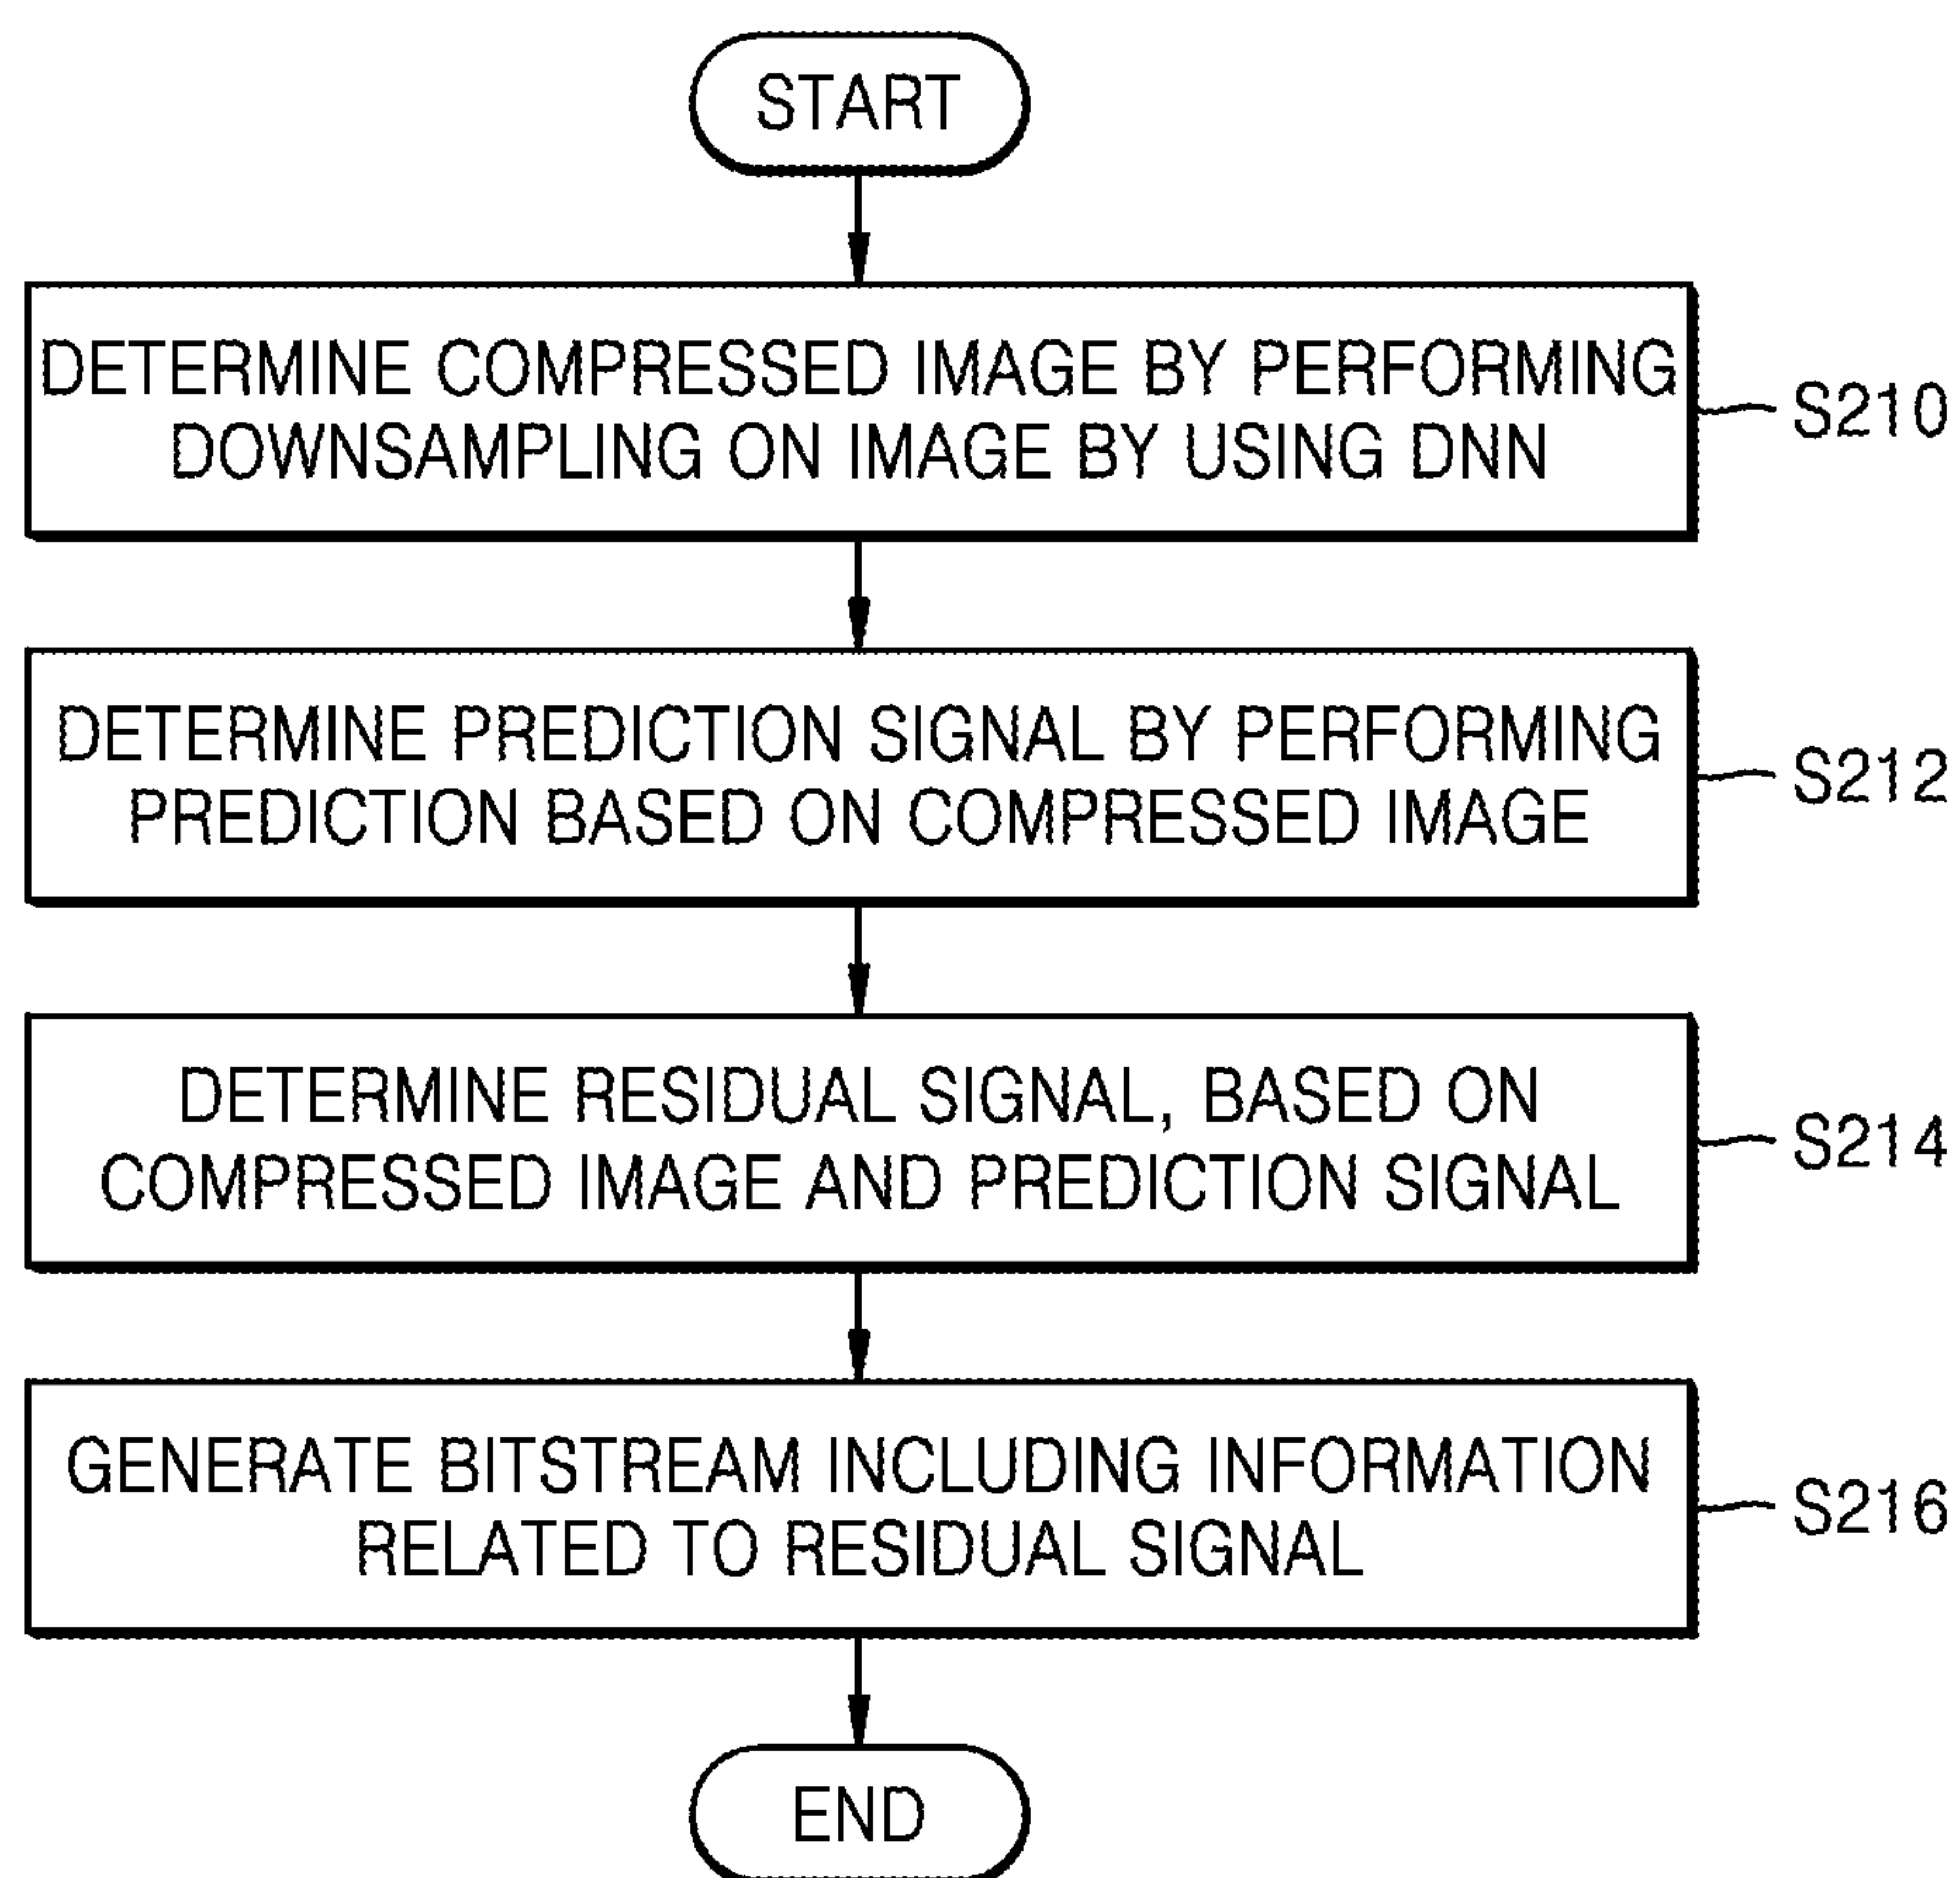 START
DETERMINE COMPRESSED IMAGE BY PERFORMING
DOWNSAMPLING ON IMAGE BY USING DNN
S210
DETERMINE PREDICTION SIGNAL BY PERFORMING
PREDICTION BASED ON COMPRESSED IMAGE
S212
DETERMINE RESIDUAL SIGNAL, BASED ON
COMPRESSED IMAGE AND PREDICTION SIGNAL
S214
GENERATE BITSTREAM INCLUDING INFORMATION
RELATED TO RESIDUAL SIGNAL
S216
END